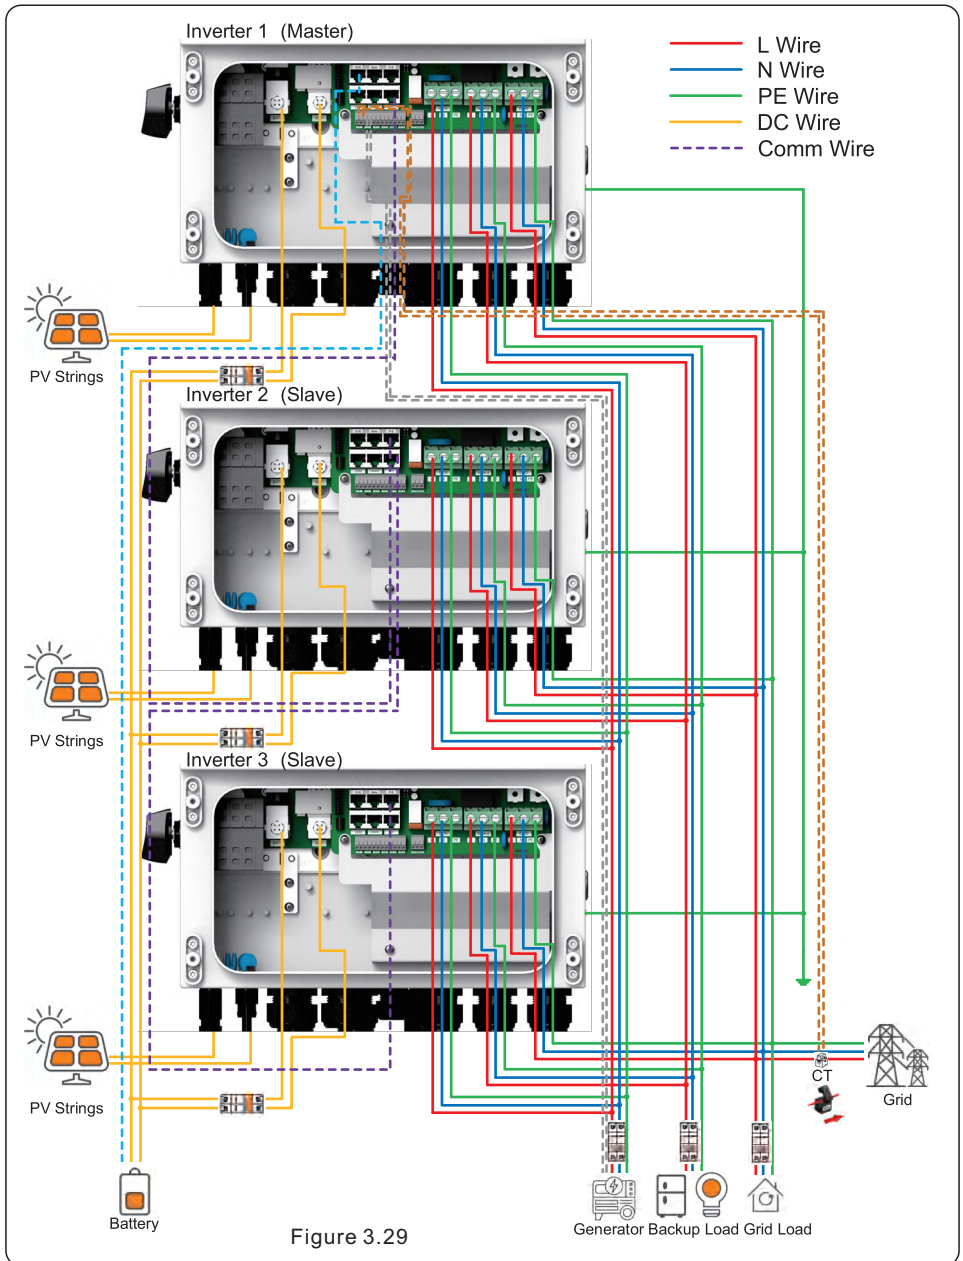 Inverter 1 (Master)
L Wire
N Wire
PE Wire
DC Wire
Comm Wire
PV Strings
Inverter 2 (Slave)
PV Strings
Inverter 3 (Slave)
PV Strings
CT
Grid
Battery
Generator
Backup Load
Grid Load
Figure 3.29